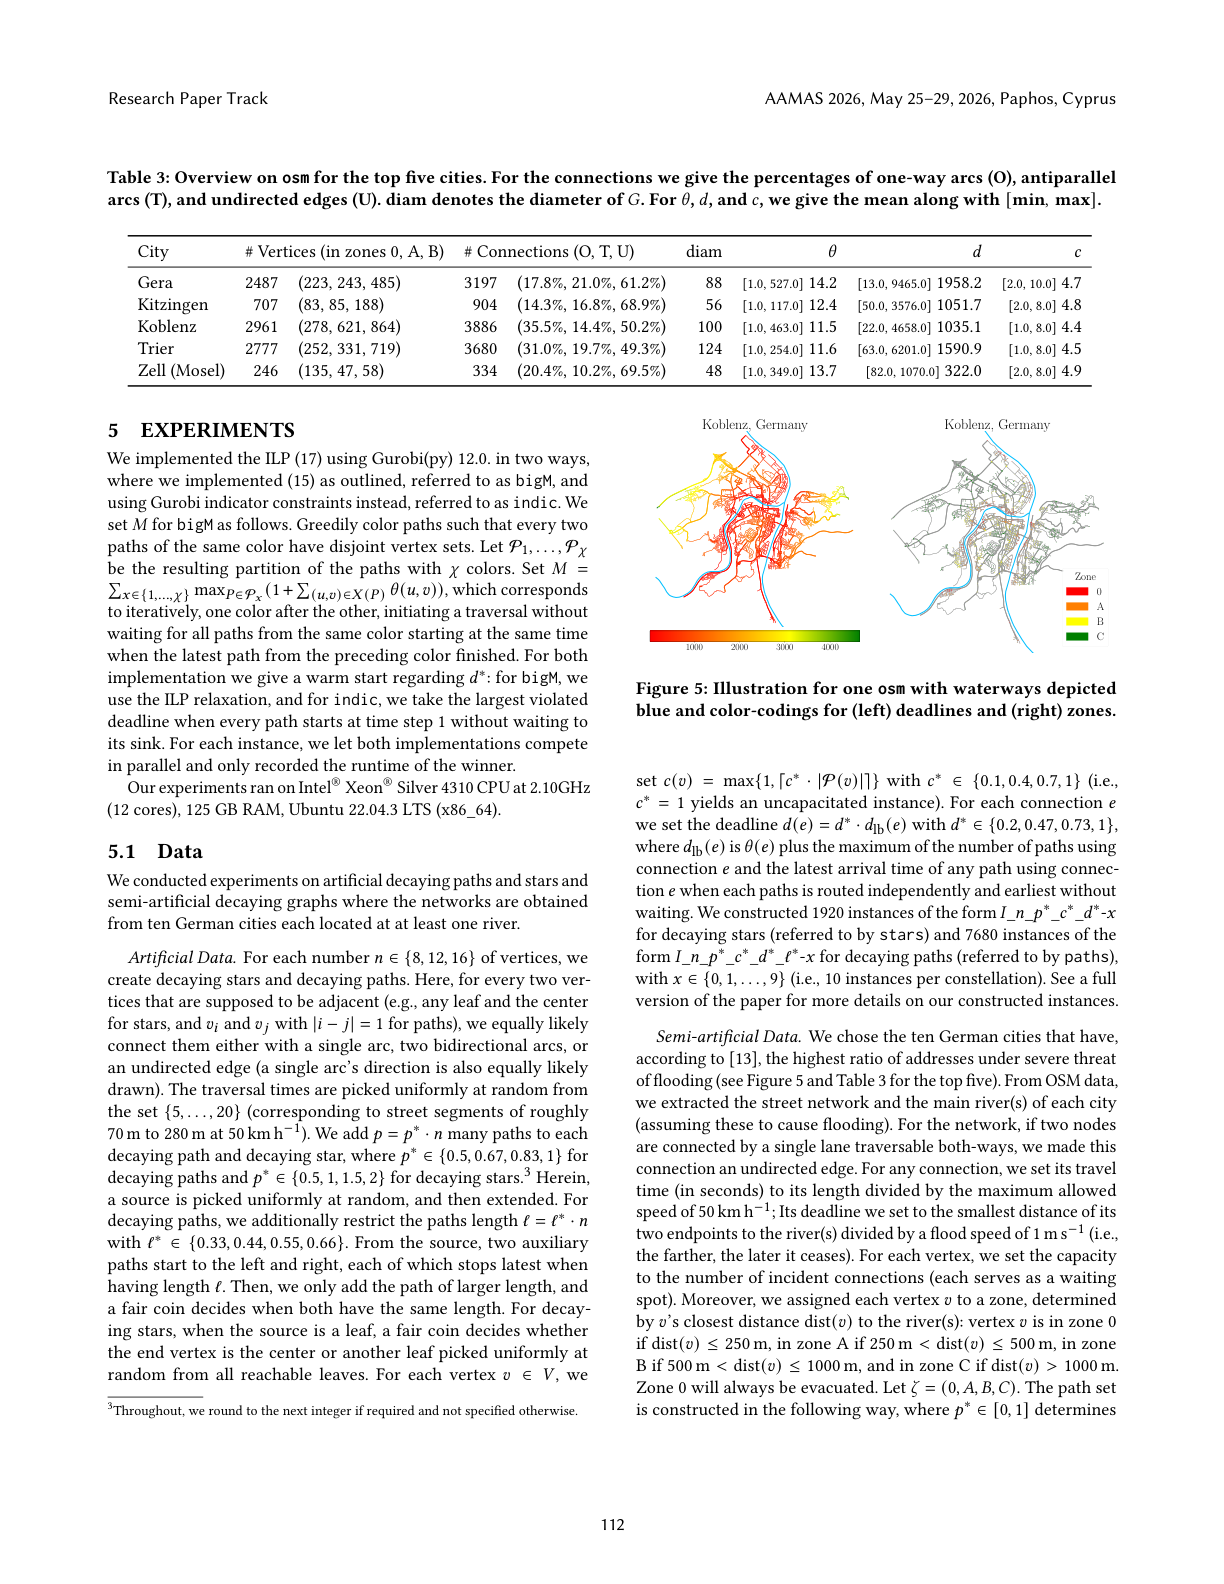 Research Paper Track
AAMAS 2026, May 25–29, 2026, Paphos, Cyprus
Table 3: Overview on osm for the top five cities. For the connections we give the percentages of one-way arcs (O), antiparallel
arcs (T), and undirected edges (U). diam denotes the diameter of G. For θ, d, and c, we give the mean along with [min, max].
City # Vertices (in zones 0, A, B) # Connections (O, T, U) diam θ d c
Gera 2487 (223, 243, 485) 3197 (17.8%, 21.0%, 61.2%) 88 [1.0, 527.0] 14.2 [13.0, 9465.0] 1958.2 [2.0, 10.0] 4.7
Kitzingen 707 (83, 85, 188) 904 (14.3%, 16.8%, 68.9%) 56 [1.0, 117.0] 12.4 [50.0, 3576.0] 1051.7 [2.0, 8.0] 4.8
Koblenz 2961 (278, 621, 864) 3886 (35.5%, 14.4%, 50.2%) 100 [1.0, 463.0] 11.5 [22.0, 4658.0] 1035.1 [1.0, 8.0] 4.4
Trier 2777 (252, 331, 719) 3680 (31.0%, 19.7%, 49.3%) 124 [1.0, 254.0] 11.6 [63.0, 6201.0] 1590.9 [1.0, 8.0] 4.5
Zell (Mosel) 246 (135, 47, 58) 334 (20.4%, 10.2%, 69.5%) 48 [1.0, 349.0] 13.7 [82.0, 1070.0] 322.0 [2.0, 8.0] 4.9
5 EXPERIMENTS
We implemented the ILP (17) using Gurobi(py) 12.0. in two ways,
where we implemented (15) as outlined, referred to as bigM, and
using Gurobi indicator constraints instead, referred to as indic. We
set M for bigM as follows. Greedily color paths such that every two
paths of the same color have disjoint vertex sets. Let 𝒫₁, . . . , 𝒫_χ
be the resulting partition of the paths with χ colors. Set M =
∑_{x∈{1,...,χ}} max_{P∈𝒫_x} (1 + ∑_{(u,v)∈X(P)} θ(u, v)), which corresponds
to iteratively, one color after the other, initiating a traversal without
waiting for all paths from the same color starting at the same time
when the latest path from the preceding color finished. For both
implementation we give a warm start regarding d*: for bigM, we
use the ILP relaxation, and for indic, we take the largest violated
deadline when every path starts at time step 1 without waiting to
its sink. For each instance, we let both implementations compete
in parallel and only recorded the runtime of the winner.
Our experiments ran on Intel® Xeon® Silver 4310 CPU at 2.10GHz
(12 cores), 125 GB RAM, Ubuntu 22.04.3 LTS (x86_64).
5.1 Data
We conducted experiments on artificial decaying paths and stars and
semi-artificial decaying graphs where the networks are obtained
from ten German cities each located at at least one river.
Artificial Data. For each number n ∈ {8, 12, 16} of vertices, we
create decaying stars and decaying paths. Here, for every two ver-
tices that are supposed to be adjacent (e.g., any leaf and the center
for stars, and v_i and v_j with |i − j| = 1 for paths), we equally likely
connect them either with a single arc, two bidirectional arcs, or
an undirected edge (a single arc's direction is also equally likely
drawn). The traversal times are picked uniformly at random from
the set {5, . . . , 20} (corresponding to street segments of roughly
70 m to 280 m at 50 km h⁻¹). We add p = p* · n many paths to each
decaying path and decaying star, where p* ∈ {0.5, 0.67, 0.83, 1} for
decaying paths and p* ∈ {0.5, 1, 1.5, 2} for decaying stars.³ Herein,
a source is picked uniformly at random, and then extended. For
decaying paths, we additionally restrict the paths length ℓ = ℓ* · n
with ℓ* ∈ {0.33, 0.44, 0.55, 0.66}. From the source, two auxiliary
paths start to the left and right, each of which stops latest when
having length ℓ. Then, we only add the path of larger length, and
a fair coin decides when both have the same length. For decay-
ing stars, when the source is a leaf, a fair coin decides whether
the end vertex is the center or another leaf picked uniformly at
random from all reachable leaves. For each vertex v ∈ V, we
³Throughout, we round to the next integer if required and not specified otherwise.
Koblenz, Germany
1000 2000 3000 4000
Koblenz, Germany
Zone
0
A
B
C
Figure 5: Illustration for one osm with waterways depicted
blue and color-codings for (left) deadlines and (right) zones.
set c(v) = max{1, ⌈c* · |𝒫(v)|⌉} with c* ∈ {0.1, 0.4, 0.7, 1} (i.e.,
c* = 1 yields an uncapacitated instance). For each connection e
we set the deadline d(e) = d* · d_lb(e) with d* ∈ {0.2, 0.47, 0.73, 1},
where d_lb(e) is θ(e) plus the maximum of the number of paths using
connection e and the latest arrival time of any path using connec-
tion e when each paths is routed independently and earliest without
waiting. We constructed 1920 instances of the form I_n_p*_c*_d*-x
for decaying stars (referred to by stars) and 7680 instances of the
form I_n_p*_c*_d*_ℓ*-x for decaying paths (referred to by paths),
with x ∈ {0, 1, . . . , 9} (i.e., 10 instances per constellation). See a full
version of the paper for more details on our constructed instances.
Semi-artificial Data. We chose the ten German cities that have,
according to [13], the highest ratio of addresses under severe threat
of flooding (see Figure 5 and Table 3 for the top five). From OSM data,
we extracted the street network and the main river(s) of each city
(assuming these to cause flooding). For the network, if two nodes
are connected by a single lane traversable both-ways, we made this
connection an undirected edge. For any connection, we set its travel
time (in seconds) to its length divided by the maximum allowed
speed of 50 km h⁻¹; Its deadline we set to the smallest distance of its
two endpoints to the river(s) divided by a flood speed of 1 m s⁻¹ (i.e.,
the farther, the later it ceases). For each vertex, we set the capacity
to the number of incident connections (each serves as a waiting
spot). Moreover, we assigned each vertex v to a zone, determined
by v's closest distance dist(v) to the river(s): vertex v is in zone 0
if dist(v) ≤ 250 m, in zone A if 250 m < dist(v) ≤ 500 m, in zone
B if 500 m < dist(v) ≤ 1000 m, and in zone C if dist(v) > 1000 m.
Zone 0 will always be evacuated. Let ζ = (0, A, B, C). The path set
is constructed in the following way, where p* ∈ [0, 1] determines
112